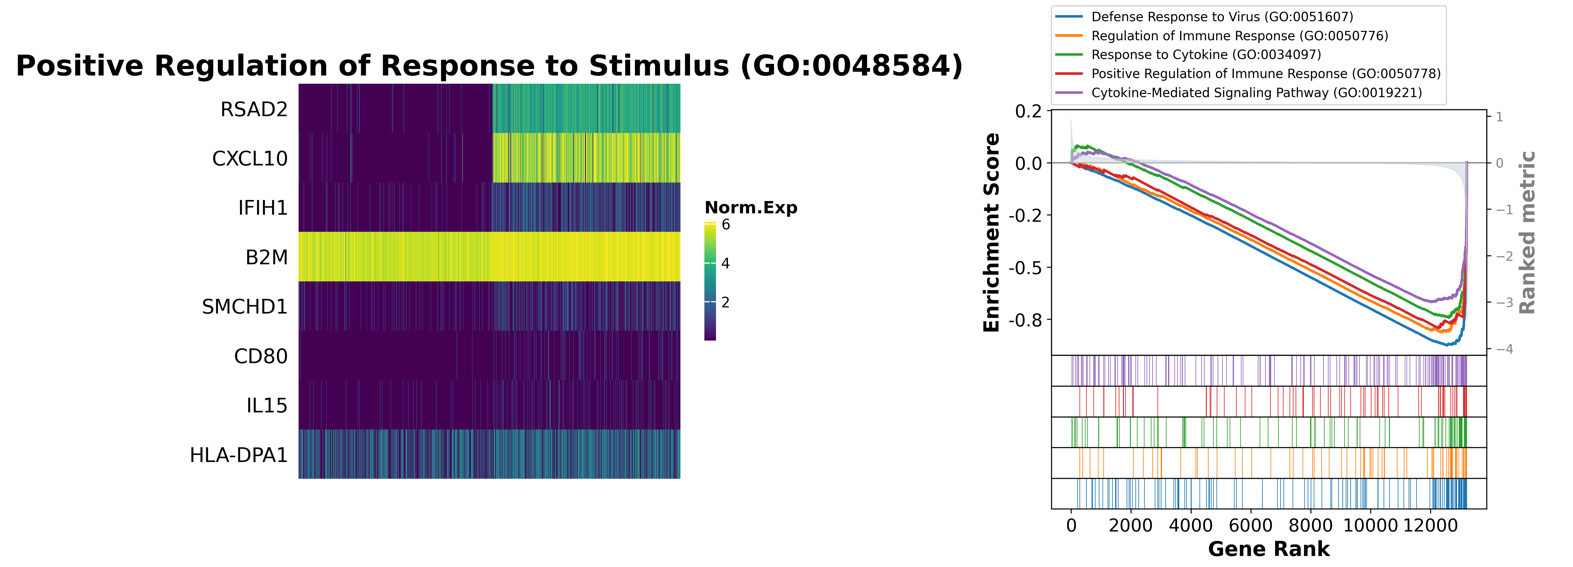 Positive Regulation of Response to Stimulus (GO:0048584)
RSAD2
CXCL10
IFIH1
B2M
SMCHD1
CD80
IL15
HLA-DPA1
Norm.Exp
6
4
2
Defense Response to Virus (GO:0051607)
Regulation of Immune Response (GO:0050776)
Response to Cytokine (GO:0034097)
Positive Regulation of Immune Response (GO:0050778)
Cytokine-Mediated Signaling Pathway (GO:0019221)
Enrichment Score
0.2
0.0
-0.2
-0.5
-0.8
1
0
−1
−2
−3
−4
Ranked metric
0 2000 4000 6000 8000 10000 12000
Gene Rank